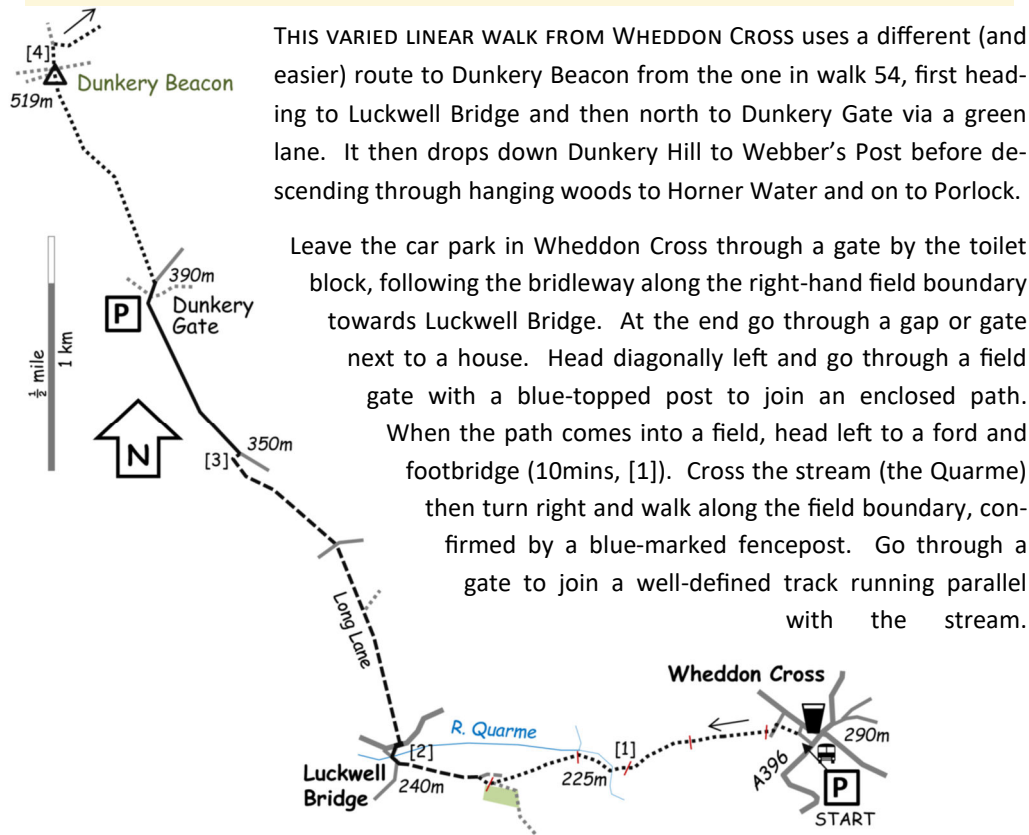 THIS VARIED LINEAR WALK FROM WHEDDON CROSS uses a different (and
easier) route to Dunkery Beacon from the one in walk 54, first head-
ing to Luckwell Bridge and then north to Dunkery Gate via a green
lane. It then drops down Dunkery Hill to Webber’s Post before de-
scending through hanging woods to Horner Water and on to Porlock.
Leave the car park in Wheddon Cross through a gate by the toilet
block, following the bridleway along the right-hand field boundary
towards Luckwell Bridge. At the end go through a gap or gate
next to a house. Head diagonally left and go through a field
gate with a blue-topped post to join an enclosed path.
When the path comes into a field, head left to a ford and
footbridge (10mins, [1]). Cross the stream (the Quarme)
then turn right and walk along the field boundary, con-
firmed by a blue-marked fencepost. Go through a
gate to join a well-defined track running parallel
with the stream.
[4]
Dunkery Beacon
519m
390m
Dunkery
Gate
P
½ mile
1 km
N
350m
[3]
Long Lane
Wheddon Cross
R. Quarme
[1]
[2]
290m
Luckwell
Bridge
240m
225m
A396
P
START